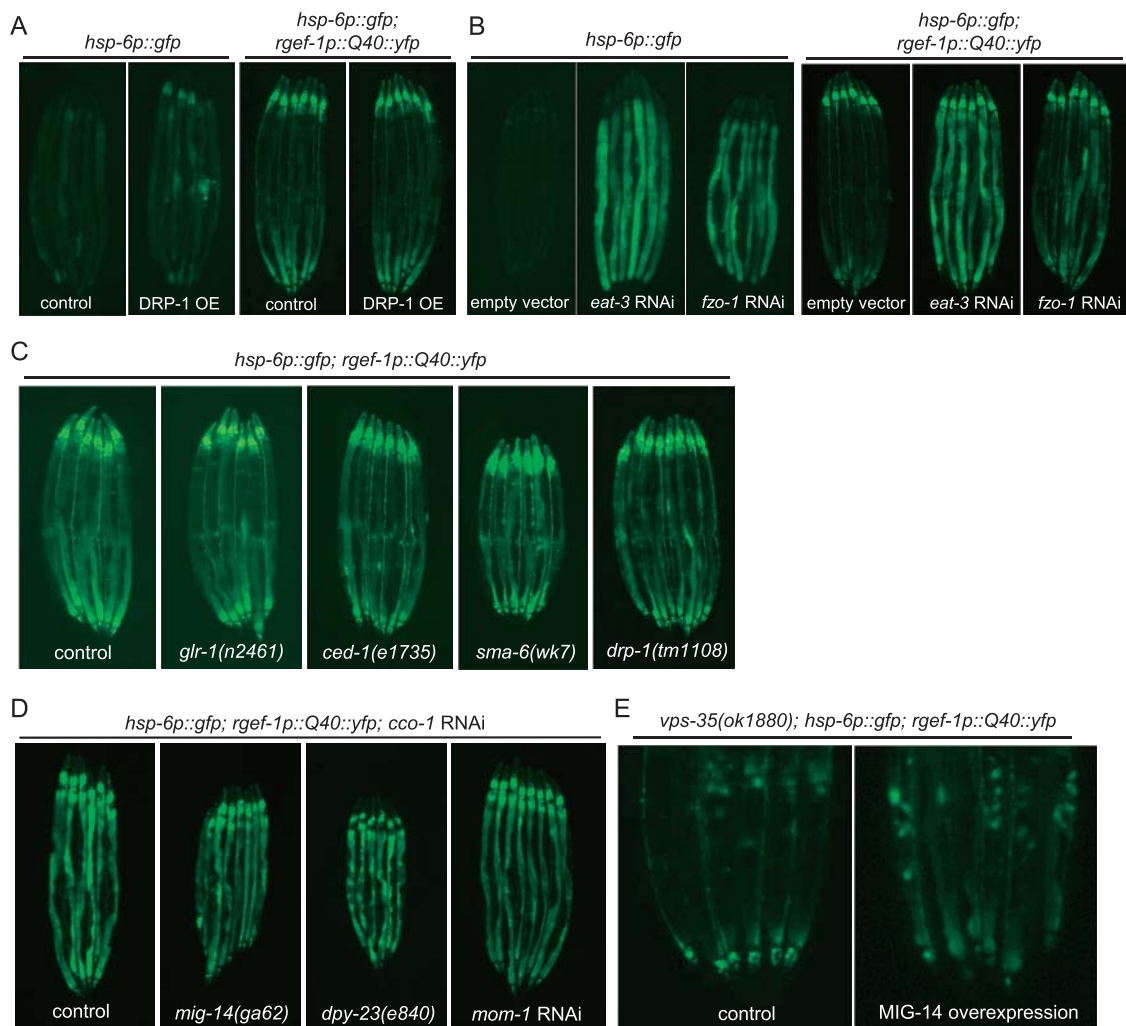 A
hsp-6p::gfp
hsp-6p::gfp;
rgef-1p::Q40::yfp
control
DRP-1 OE
control
DRP-1 OE
B
hsp-6p::gfp
hsp-6p::gfp;
rgef-1p::Q40::yfp
empty vector
eat-3 RNAi
fzo-1 RNAi
empty vector
eat-3 RNAi
fzo-1 RNAi
C
hsp-6p::gfp; rgef-1p::Q40::yfp
control
glr-1(n2461)
ced-1(e1735)
sma-6(wk7)
drp-1(tm1108)
D
hsp-6p::gfp; rgef-1p::Q40::yfp; cco-1 RNAi
control
mig-14(ga62)
dpy-23(e840)
mom-1 RNAi
E
vps-35(ok1880); hsp-6p::gfp; rgef-1p::Q40::yfp
control
MIG-14 overexpression